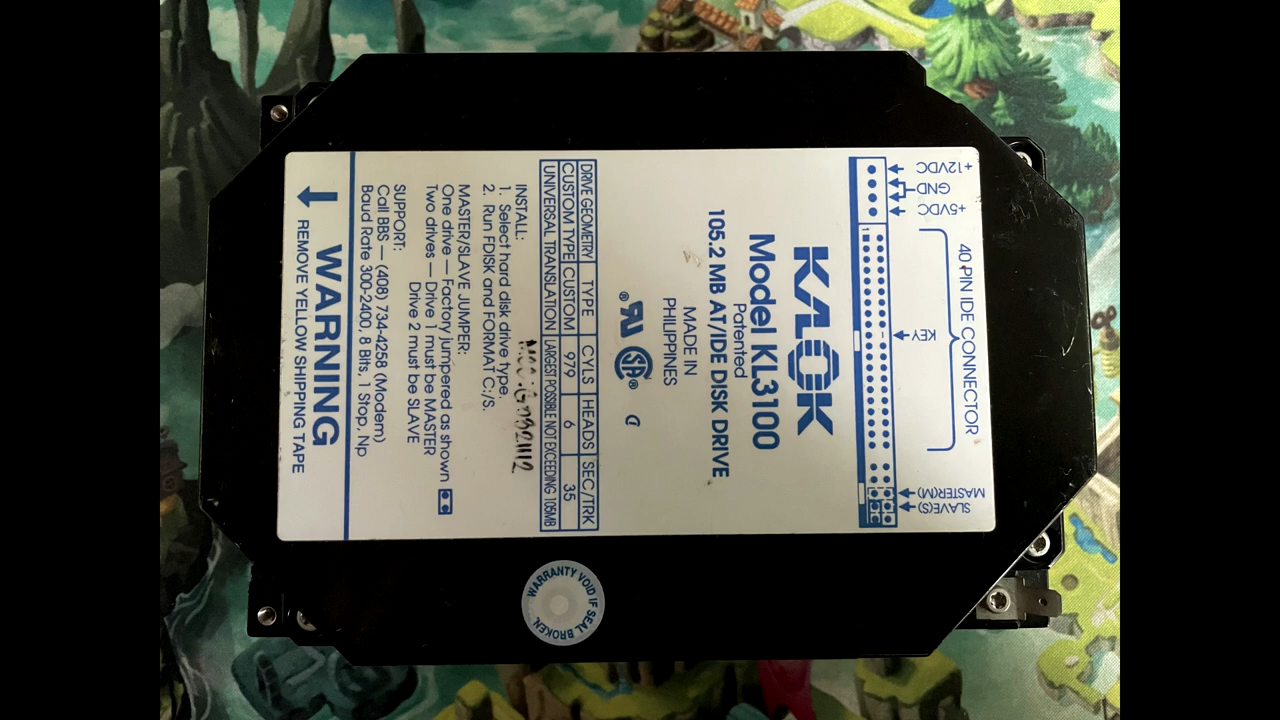 +12VDC
GND
+5VDC
40 PIN IDE CONNECTOR
KEY
1
MASTER(M)
SLAVE(S)
KALOK
Model KL3100
Patented
105.2 MB AT/IDE DISK DRIVE
MADE IN
PHILIPPINES
DRIVE GEOMETRY TYPE CYLS HEADS SEC/TRK
CUSTOM TYPE CUSTOM 979 6 35
UNIVERSAL TRANSLATION LARGEST POSSIBLE NOT EXCEEDING 105MB
INSTALL:
1. Select hard disk drive type.
2. Run FDISK and FORMAT C:/S.
MASTER/SLAVE JUMPER:
One drive — Factory jumpered as shown
Two drives — Drive 1 must be MASTER
Drive 2 must be SLAVE
SUPPORT:
Call BBS — (408) 734-4258 (Modem)
Baud Rate 300-2400, 8 Bits, 1 Stop, Np
WARNING
REMOVE YELLOW SHIPPING TAPE
WARRANTY VOID IF SEAL BROKEN.